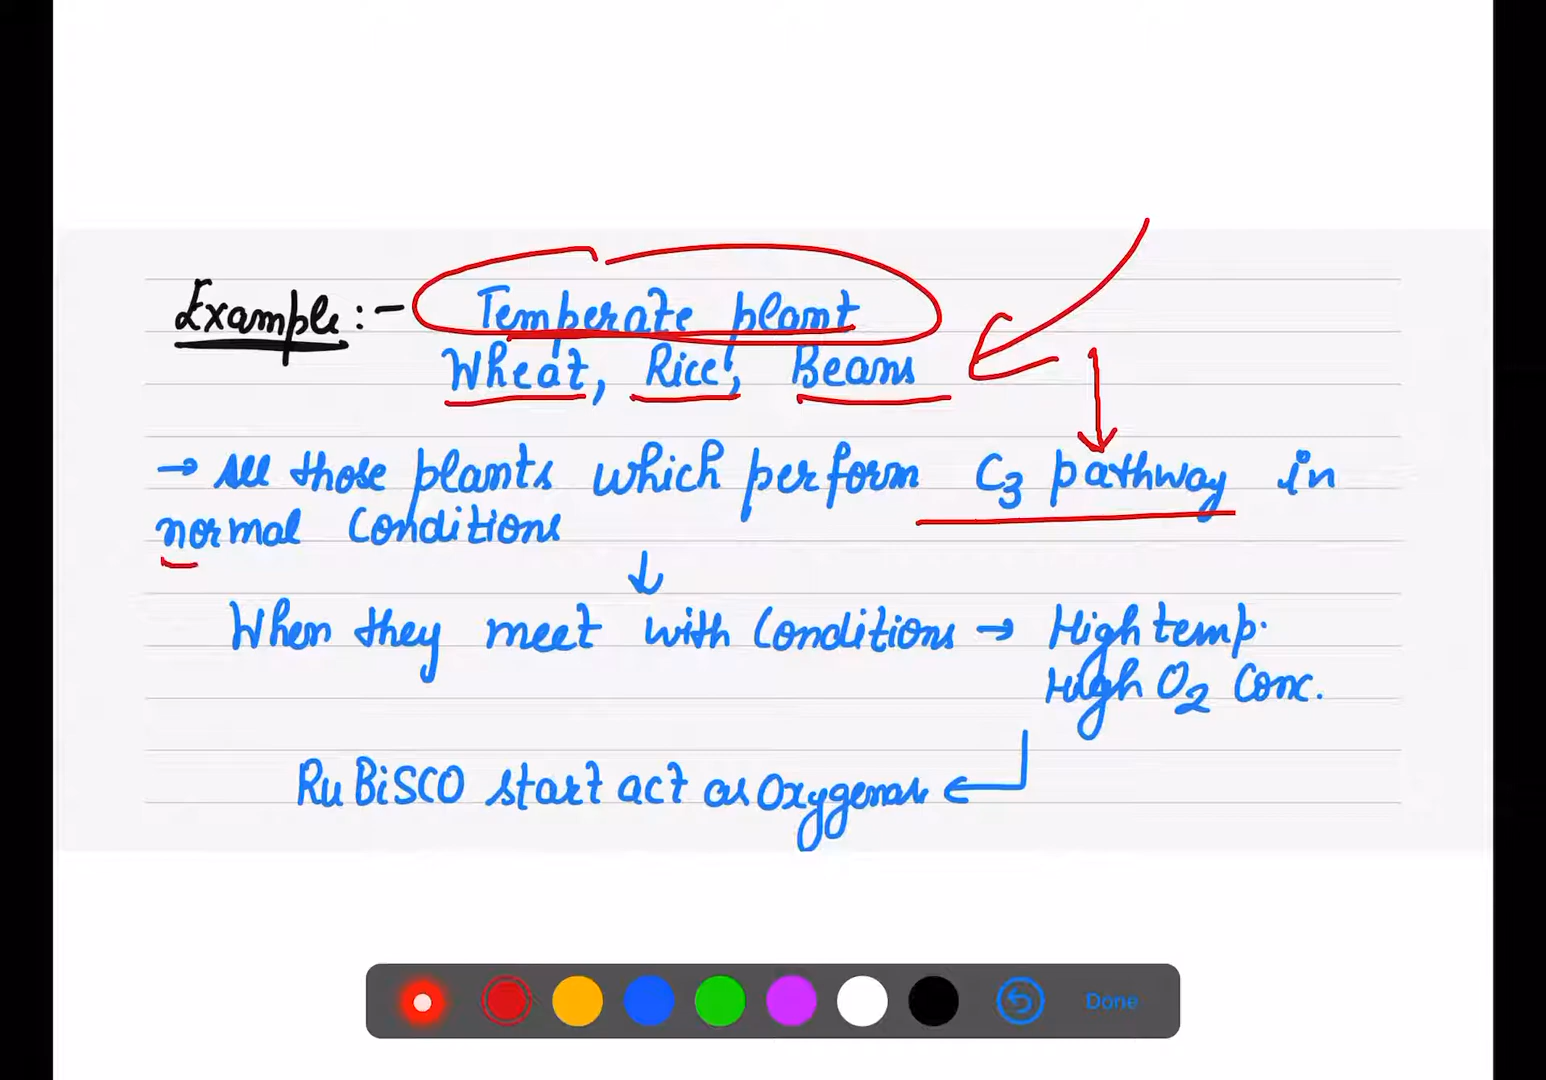 Example:- Temperate plant
Wheat, Rice, Beans
→ All those plants which perform C3 pathway in
normal Conditions
↓
When they meet with Conditions → High temp.
High O2 Conc.
RuBisCO start act as Oxygenase ←
Done